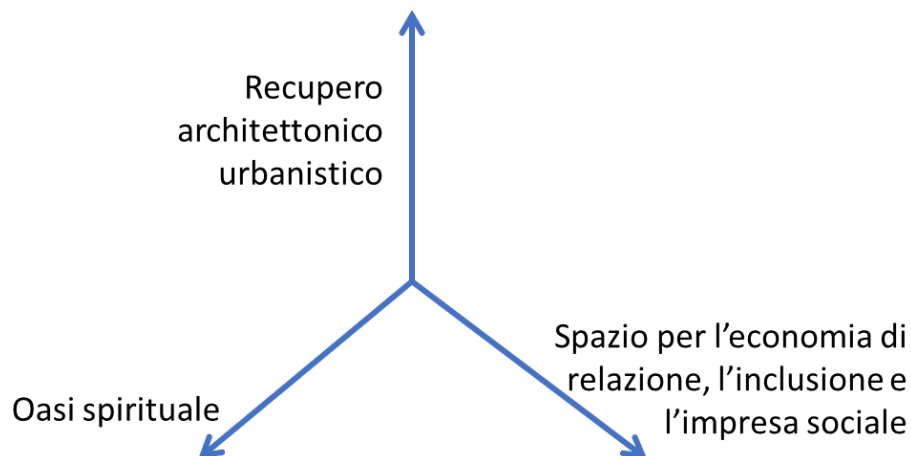 Recupero
architettonico
urbanistico
Spazio per l’economia di
relazione, l’inclusione e
l’impresa sociale
Oasi spirituale